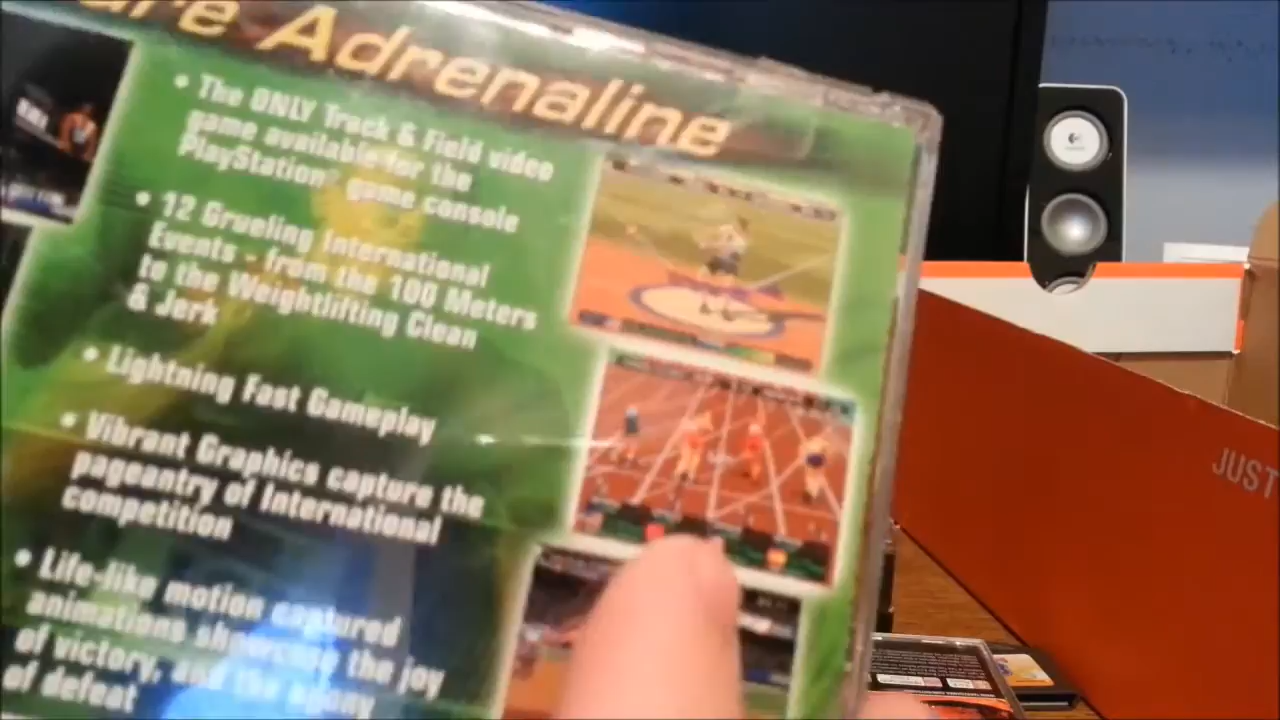 Adrenaline
• The ONLY Track & Field video
game available for the
PlayStation® game console
• 12 Grueling International
Events - from the 100 Meters
to the Weightlifting Clean
& Jerk
• Lightning Fast Gameplay
• Vibrant Graphics capture the
pageantry of International
competition
• Life-like motion captured
animations showcase the joy
of victory, agony
of defeat
JUST